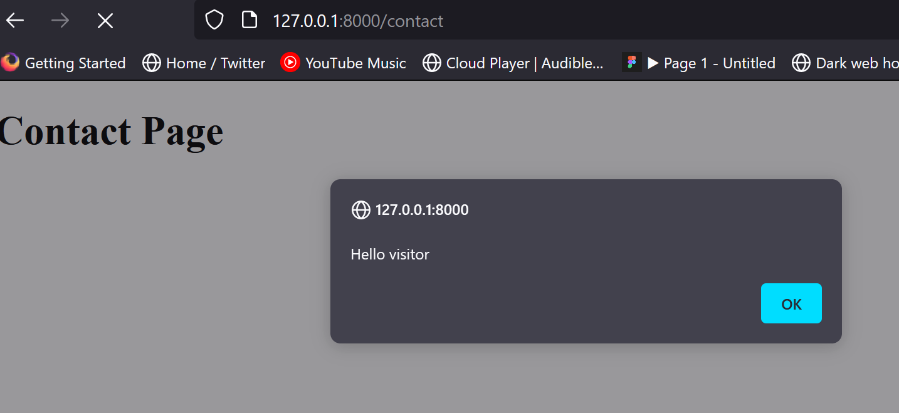 127.0.0.1:8000/contact
Getting Started Home / Twitter YouTube Music Cloud Player | Audible... Page 1 - Untitled Dark web ho
Contact Page
127.0.0.1:8000
Hello visitor
OK